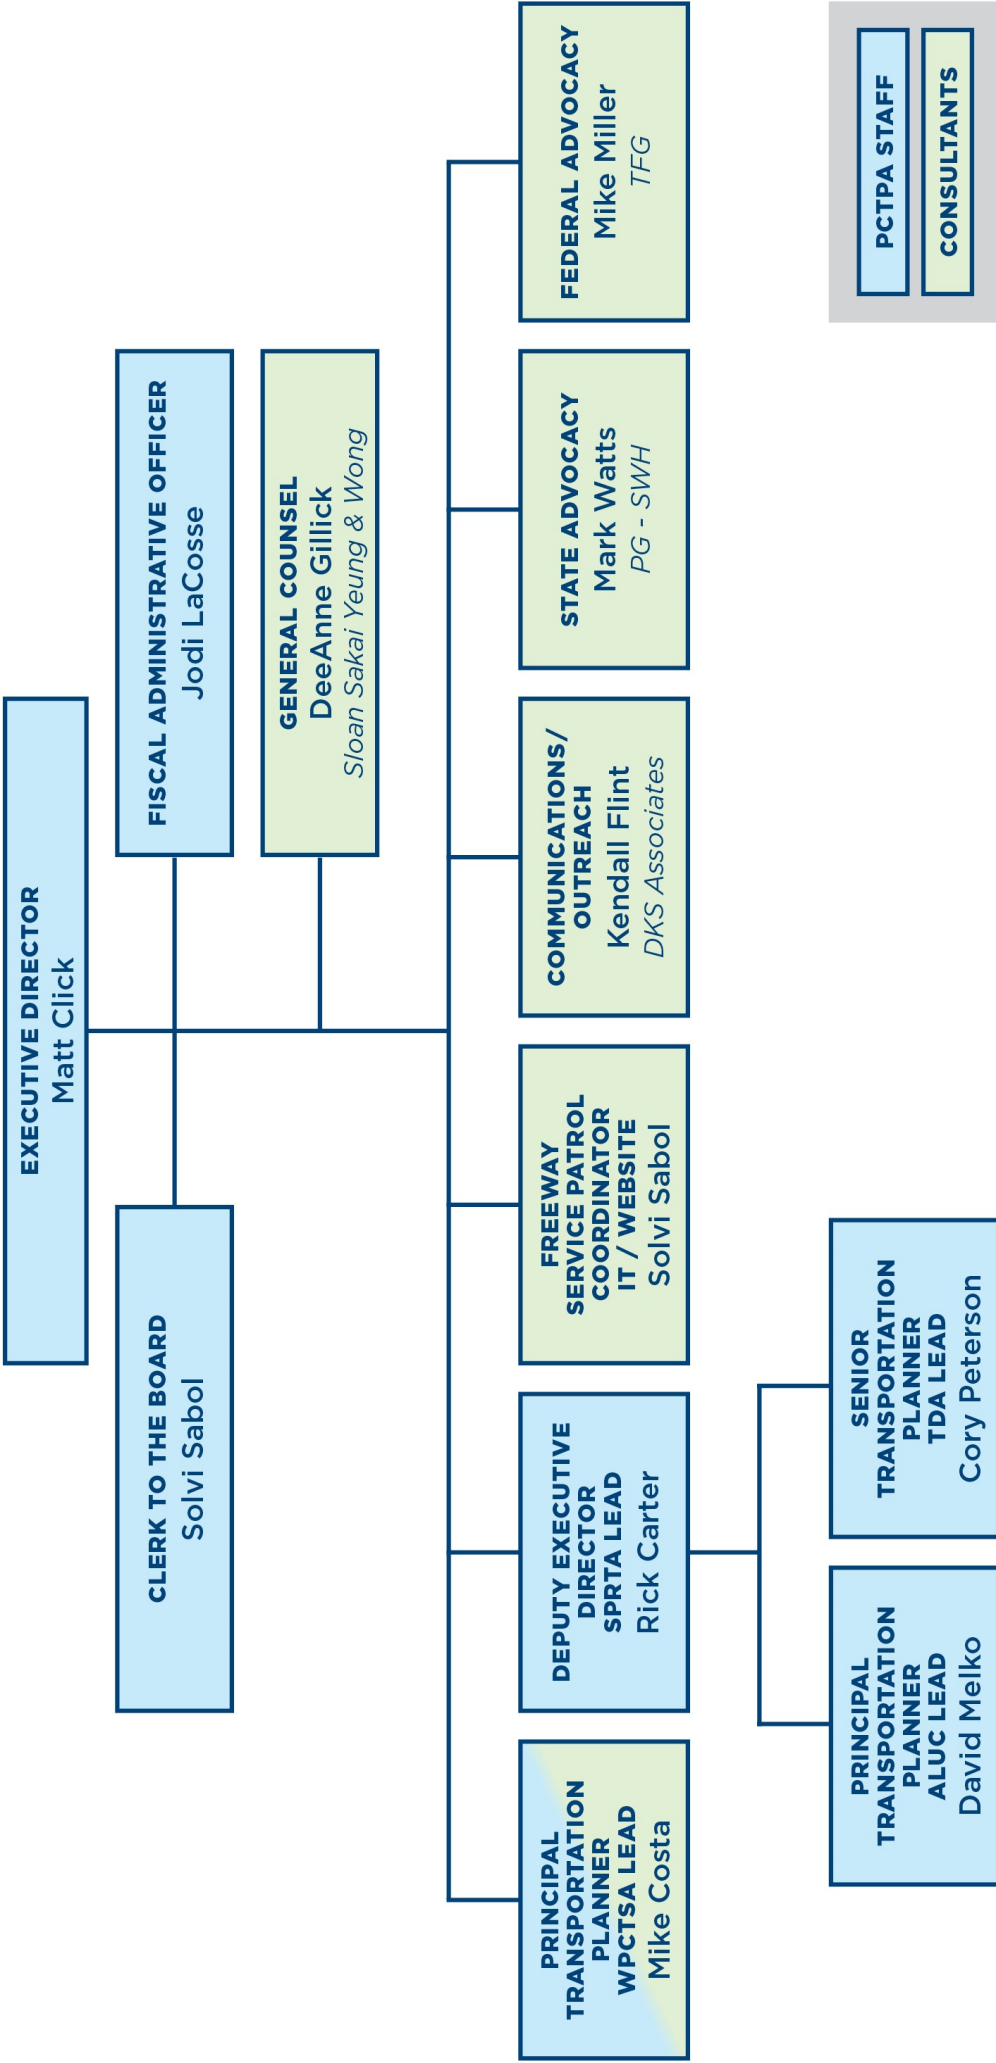 EXECUTIVE DIRECTOR
Matt Click
CLERK TO THE BOARD
Solvi Sabol
FISCAL ADMINISTRATIVE OFFICER
Jodi LaCosse
GENERAL COUNSEL
DeeAnne Gillick
Sloan Sakai Yeung & Wong
PRINCIPAL
TRANSPORTATION
PLANNER
WPCTSA LEAD
Mike Costa
DEPUTY EXECUTIVE
DIRECTOR
SPRTA LEAD
Rick Carter
FREEWAY
SERVICE PATROL
COORDINATOR
IT / WEBSITE
Solvi Sabol
COMMUNICATIONS/
OUTREACH
Kendall Flint
DKS Associates
STATE ADVOCACY
Mark Watts
PG - SWH
FEDERAL ADVOCACY
Mike Miller
TFG
PRINCIPAL
TRANSPORTATION
PLANNER
ALUC LEAD
David Melko
SENIOR
TRANSPORTATION
PLANNER
TDA LEAD
Cory Peterson
PCTPA STAFF
CONSULTANTS